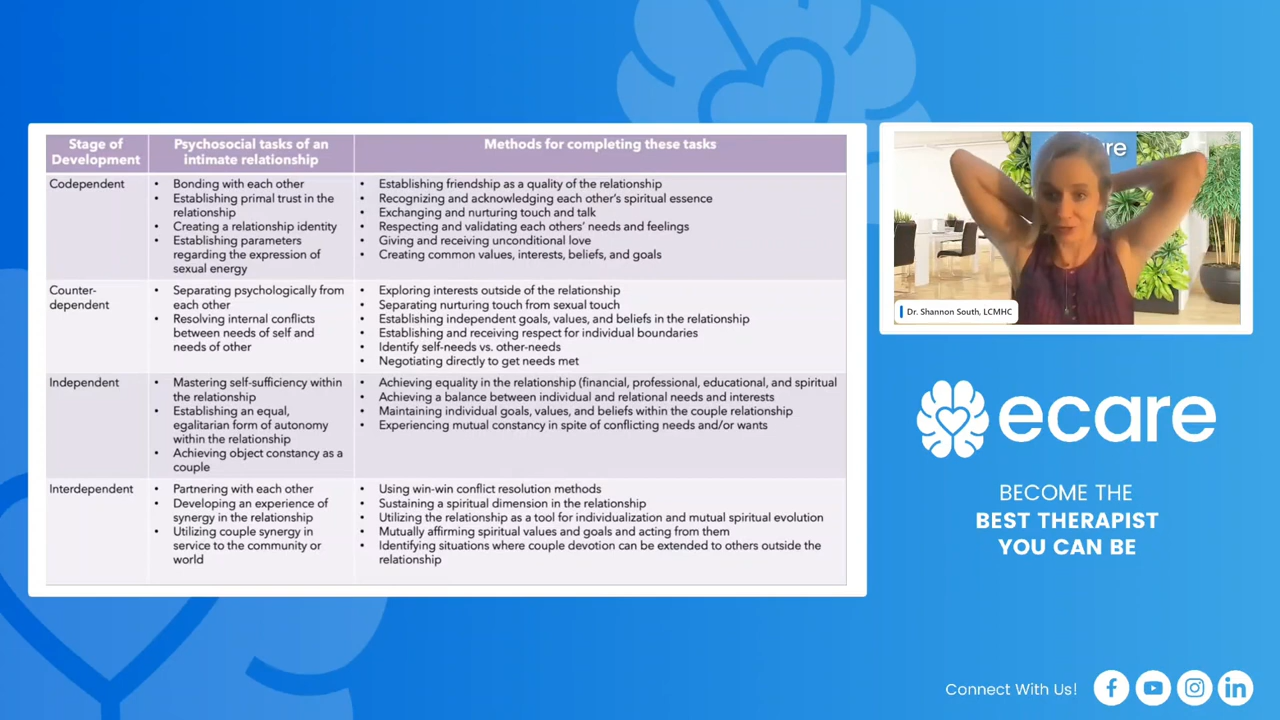 Stage of Development
Psychosocial tasks of an intimate relationship
Methods for completing these tasks
Codependent
• Bonding with each other
• Establishing primal trust in the
relationship
• Creating a relationship identity
• Establishing parameters
regarding the expression of
sexual energy
• Establishing friendship as a quality of the relationship
• Recognizing and acknowledging each other's spiritual essence
• Exchanging and nurturing touch and talk
• Respecting and validating each others' needs and feelings
• Giving and receiving unconditional love
• Creating common values, interests, beliefs, and goals
Counter-
dependent
• Separating psychologically from
each other
• Resolving internal conflicts
between needs of self and
needs of other
• Exploring interests outside of the relationship
• Separating nurturing touch from sexual touch
• Establishing independent goals, values, and beliefs in the relationship
• Establishing and receiving respect for individual boundaries
• Identify self-needs vs. other-needs
• Negotiating directly to get needs met
Independent
• Mastering self-sufficiency within
the relationship
• Establishing an equal,
egalitarian form of autonomy
within the relationship
• Achieving object constancy as a
couple
• Achieving equality in the relationship (financial, professional, educational, and spiritual
• Achieving a balance between individual and relational needs and interests
• Maintaining individual goals, values, and beliefs within the couple relationship
• Experiencing mutual constancy in spite of conflicting needs and/or wants
Interdependent
• Partnering with each other
• Developing an experience of
synergy in the relationship
• Utilizing couple synergy in
service to the community or
world
• Using win-win conflict resolution methods
• Sustaining a spiritual dimension in the relationship
• Utilizing the relationship as a tool for individualization and mutual spiritual evolution
• Mutually affirming spiritual values and goals and acting from them
• Identifying situations where couple devotion can be extended to others outside the
relationship
are
Dr. Shannon South, LCMHC
ecare
BECOME THE
BEST THERAPIST
YOU CAN BE
Connect With Us!